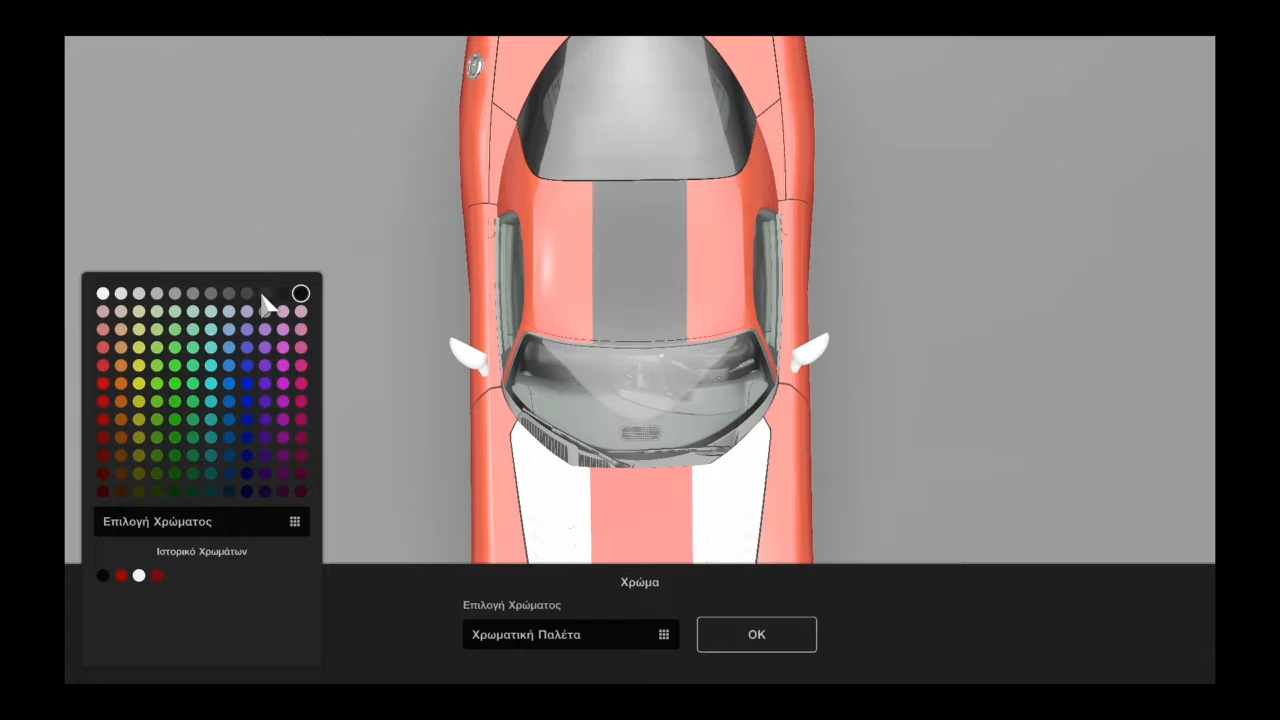 Επιλογή Χρώματος
Ιστορικό Χρωμάτων
Χρώμα
Επιλογή Χρώματος
Χρωματική Παλέτα
OK